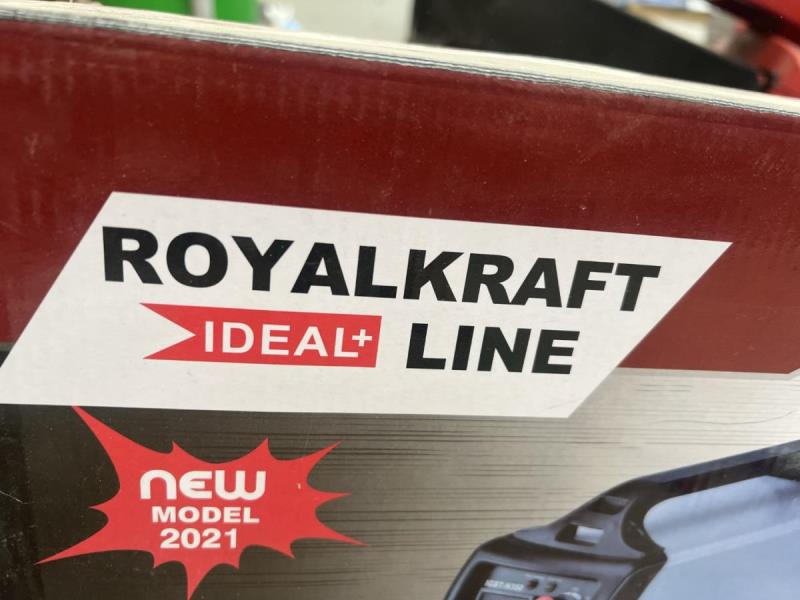 ROYALKRAFT
IDEAL+ LINE
new
MODEL
2021